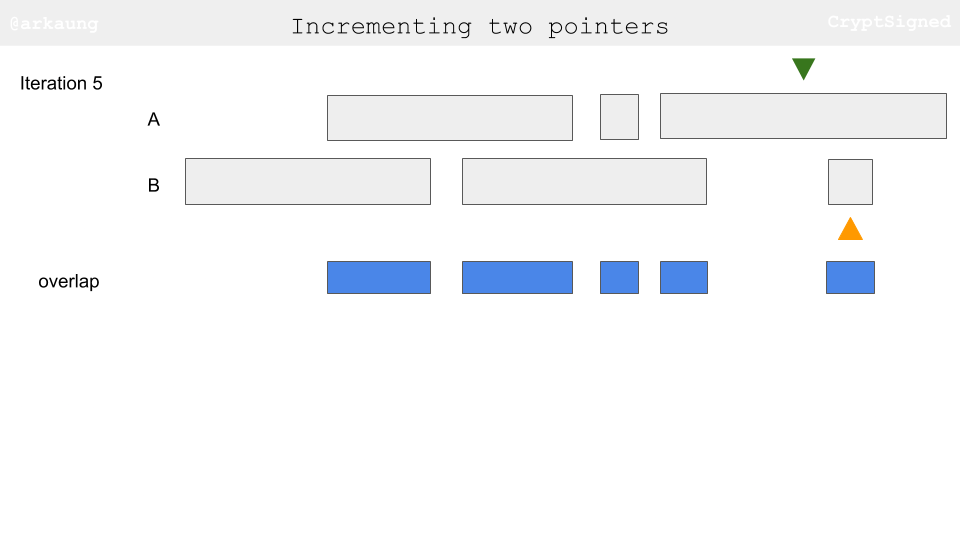 @arkaung
Incrementing two pointers
CryptSigned
Iteration 5
A
B
overlap